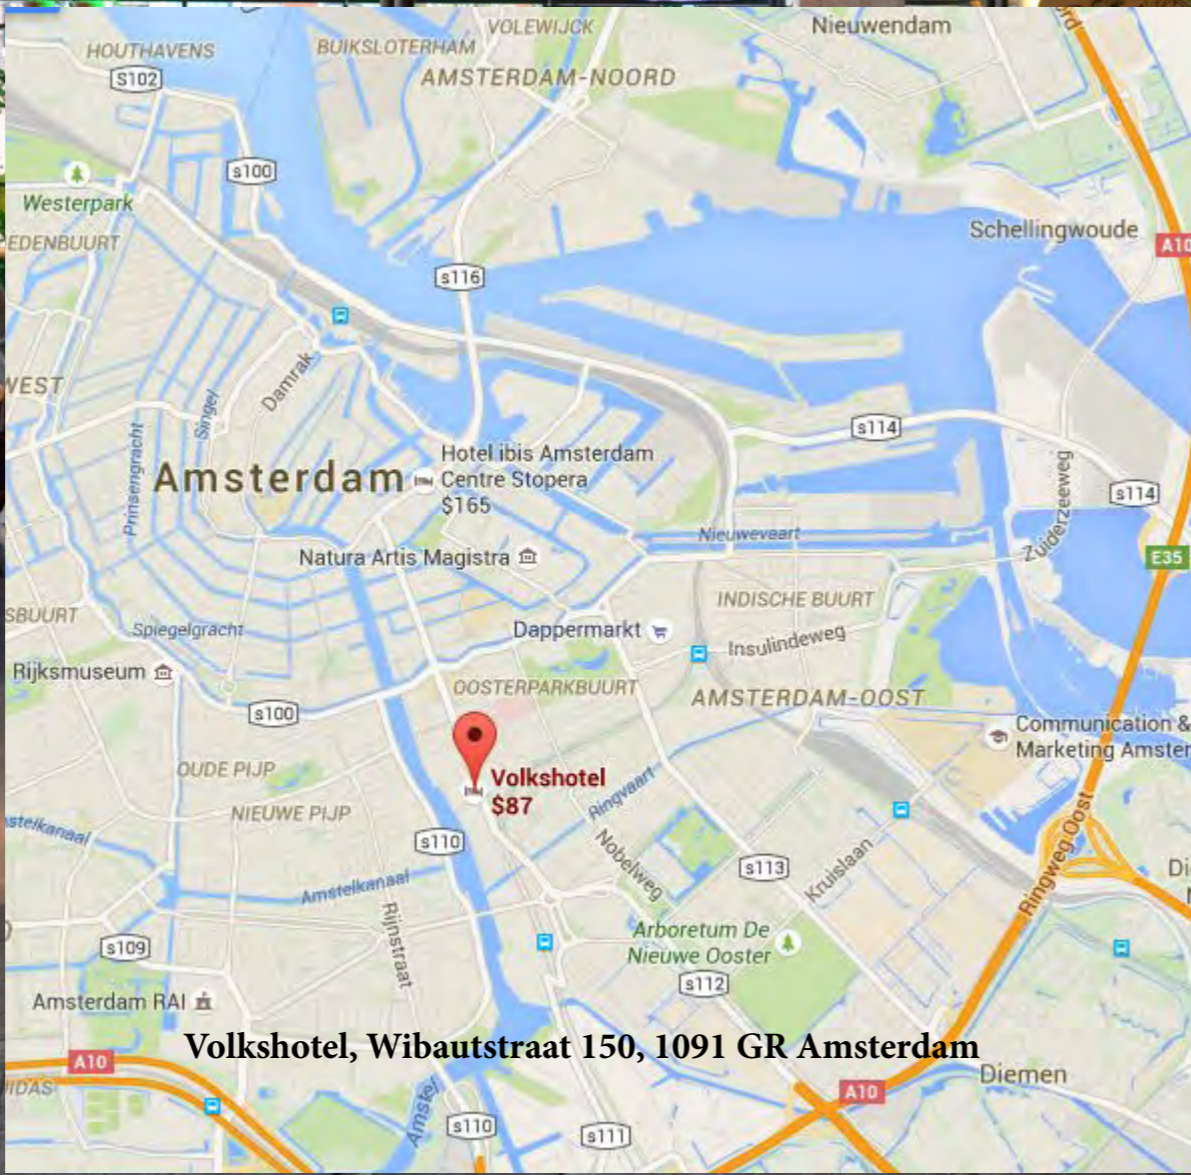 VOLEWIJCK
Nieuwendam
HOUTHAVENS
BUIKSLOTERHAM
S102
AMSTERDAM-NOORD
s100
Westerpark
EDENBUURT
Schellingwoude
A10
s116
Damrak
WEST
Singel
Prinsengracht
s114
Hotel ibis Amsterdam
Centre Stopera
$165
Amsterdam
s114
Zuiderzeeweg
Nieuwevaart
E35
Natura Artis Magistra
INDISCHE BUURT
SBUURT
Spiegelgracht
Dappermarkt
Insulindeweg
Rijksmuseum
OOSTERPARKBUURT
AMSTERDAM-OOST
s100
Communication &
Marketing Amster
OUDE PIJP
Volkshotel
$87
NIEUWE PIJP
Ringvaart
stelkanaal
s110
Nobelweg
s113
Kruislaan
Ringweg Oost
Di
Amstelkanaal
Rijnstraat
s109
Arboretum De
Nieuwe Ooster
s112
Amsterdam RAI
Volkshotel, Wibautstraat 150, 1091 GR Amsterdam
A10
IDAS
Diemen
A10
Amstel
s110
s111